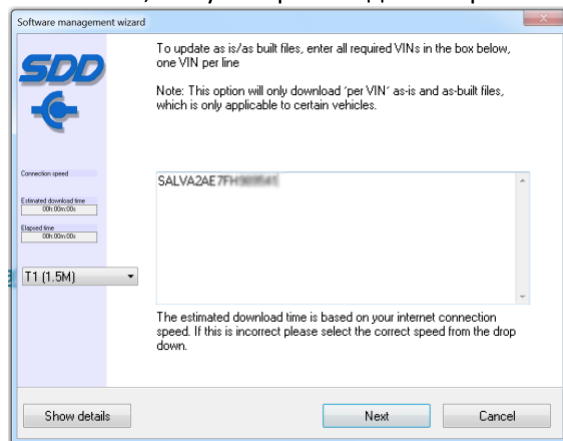 Software management wizard
SDD
To update as is/as built files, enter all required VINs in the box below,
one VIN per line
Note: This option will only download 'per VIN' as-is and as-built files,
which is only applicable to certain vehicles.
Connection speed
SALVA2AE7FH
Estimated download time
00h:00m:00s
Elapsed time
00h:00m:00s
T1 (1.5M)
The estimated download time is based on your internet connection
speed. If this is incorrect please select the correct speed from the drop
down.
Show details
Next
Cancel